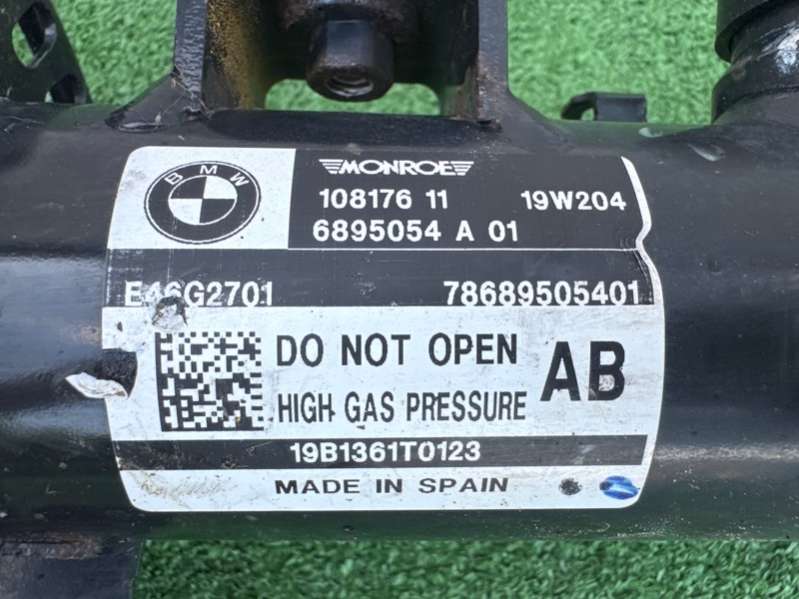 BMW
MONROE
108176 11 19W204
6895054 A 01
E46G2701 78689505401
DO NOT OPEN
HIGH GAS PRESSURE
AB
19B1361T0123
MADE IN SPAIN